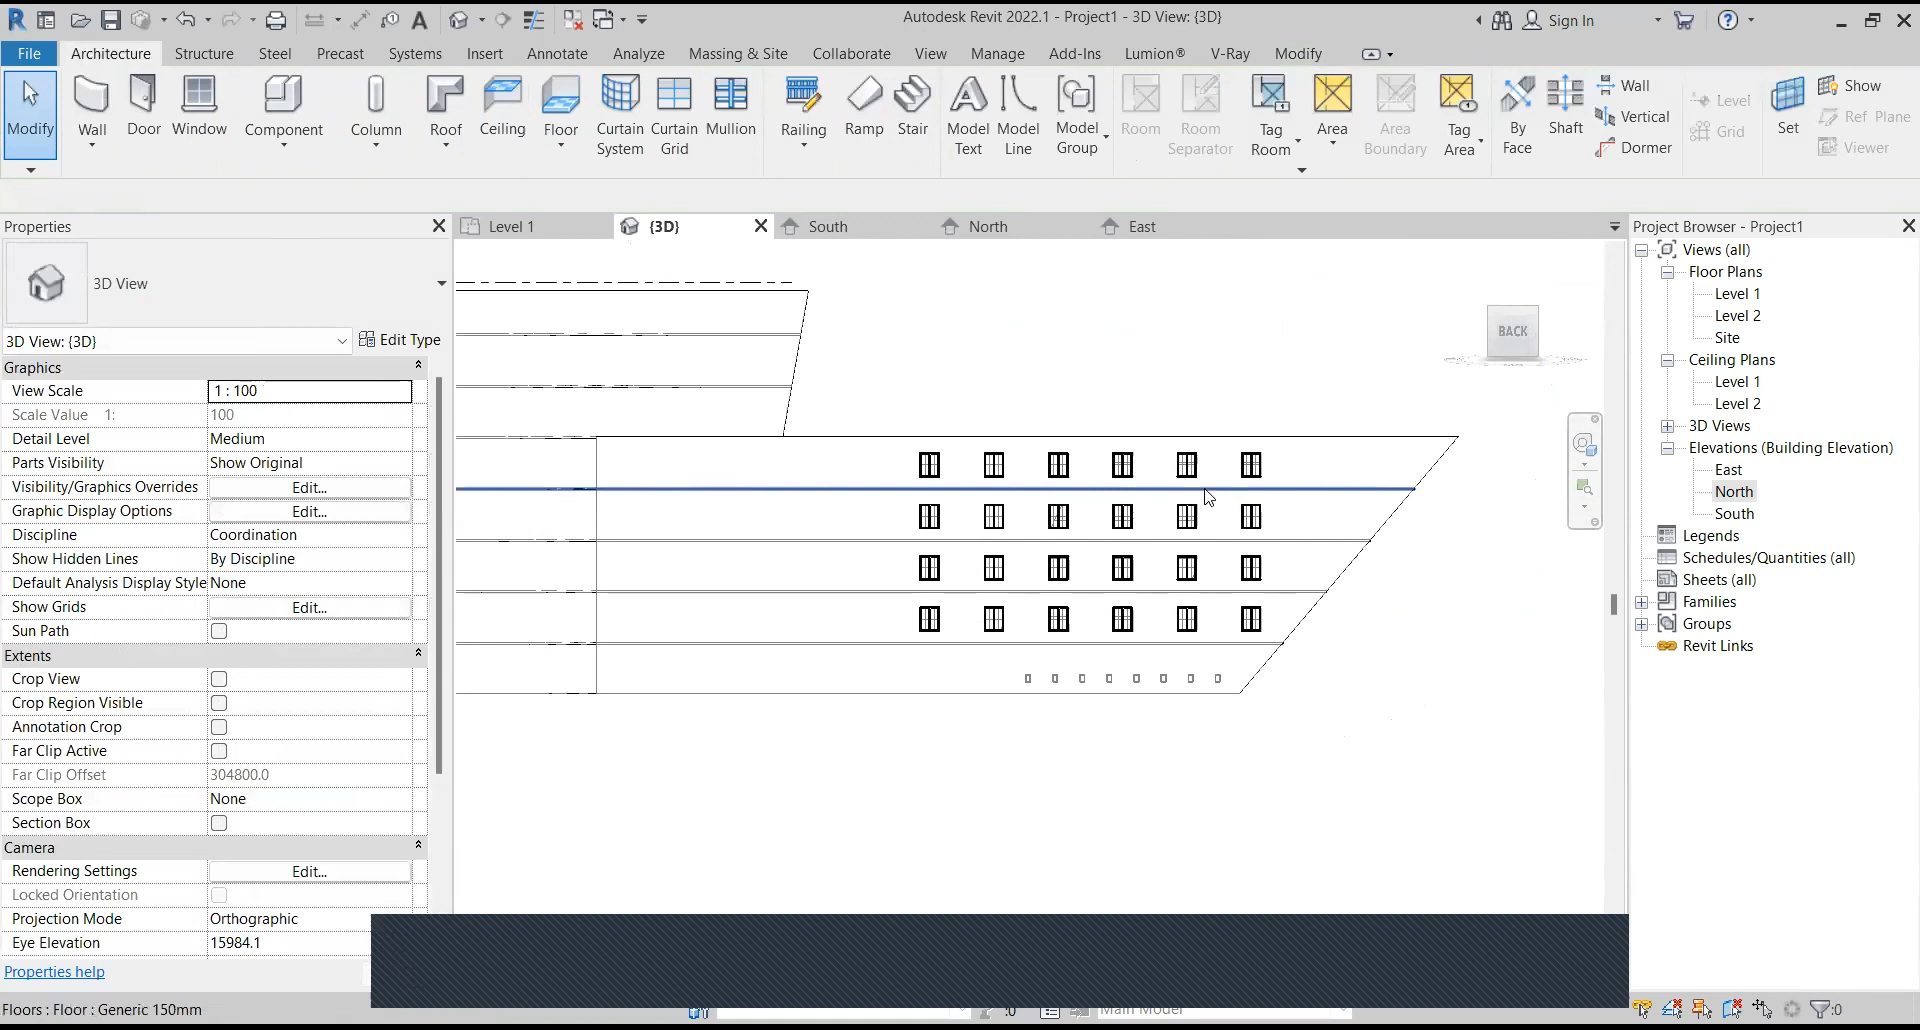 Autodesk Revit 2022.1 - Project1 - 3D View: {3D}
Sign In
File Architecture Structure Steel Precast Systems Insert Annotate Analyze Massing & Site Collaborate View Manage Add-Ins Lumion® V-Ray Modify
Modify
Wall
Door
Window
Component
Column
Roof
Ceiling
Floor
Curtain System
Curtain Grid
Mullion
Railing
Ramp
Stair
Model Text
Model Line
Model Group
Room
Room Separator
Tag Room
Area
Area Boundary
Tag Area
By Face
Shaft
Wall
Vertical
Dormer
Level
Grid
Set
Show
Ref Plane
Viewer
Properties
Level 1
{3D}
South
North
East
Project Browser - Project1
3D View
3D View: {3D}
Edit Type
Graphics
View Scale 1 : 100
Scale Value 1: 100
Detail Level Medium
Parts Visibility Show Original
Visibility/Graphics Overrides Edit...
Graphic Display Options Edit...
Discipline Coordination
Show Hidden Lines By Discipline
Default Analysis Display Style None
Show Grids Edit...
Sun Path
Extents
Crop View
Crop Region Visible
Annotation Crop
Far Clip Active
Far Clip Offset 304800.0
Scope Box None
Section Box
Camera
Rendering Settings Edit...
Locked Orientation
Projection Mode Orthographic
Eye Elevation 15984.1
Properties help
BACK
Views (all)
Floor Plans
Level 1
Level 2
Site
Ceiling Plans
Level 1
Level 2
3D Views
Elevations (Building Elevation)
East
North
South
Legends
Schedules/Quantities (all)
Sheets (all)
Families
Groups
Revit Links
Floors : Floor : Generic 150mm
:0
Main Model
:0